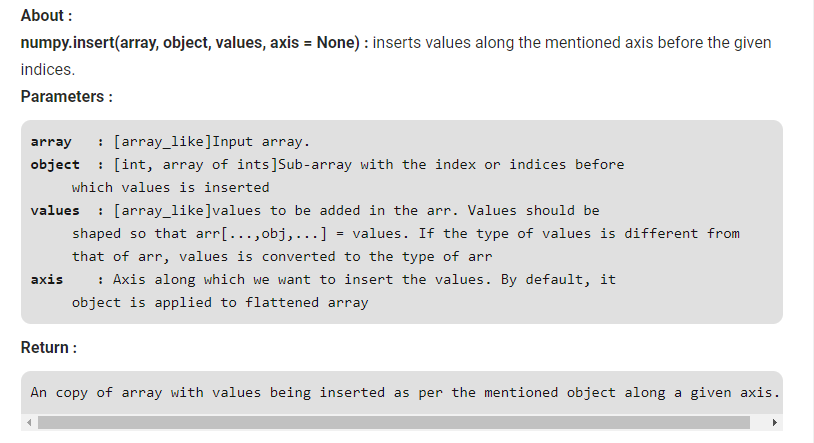 About :
numpy.insert(array, object, values, axis = None) : inserts values along the mentioned axis before the given
indices.
Parameters :
array   : [array_like]Input array.
object  : [int, array of ints]Sub-array with the index or indices before
which values is inserted
values  : [array_like]values to be added in the arr. Values should be
shaped so that arr[...,obj,...] = values. If the type of values is different from
that of arr, values is converted to the type of arr
axis    : Axis along which we want to insert the values. By default, it
object is applied to flattened array
Return :
An copy of array with values being inserted as per the mentioned object along a given axis.